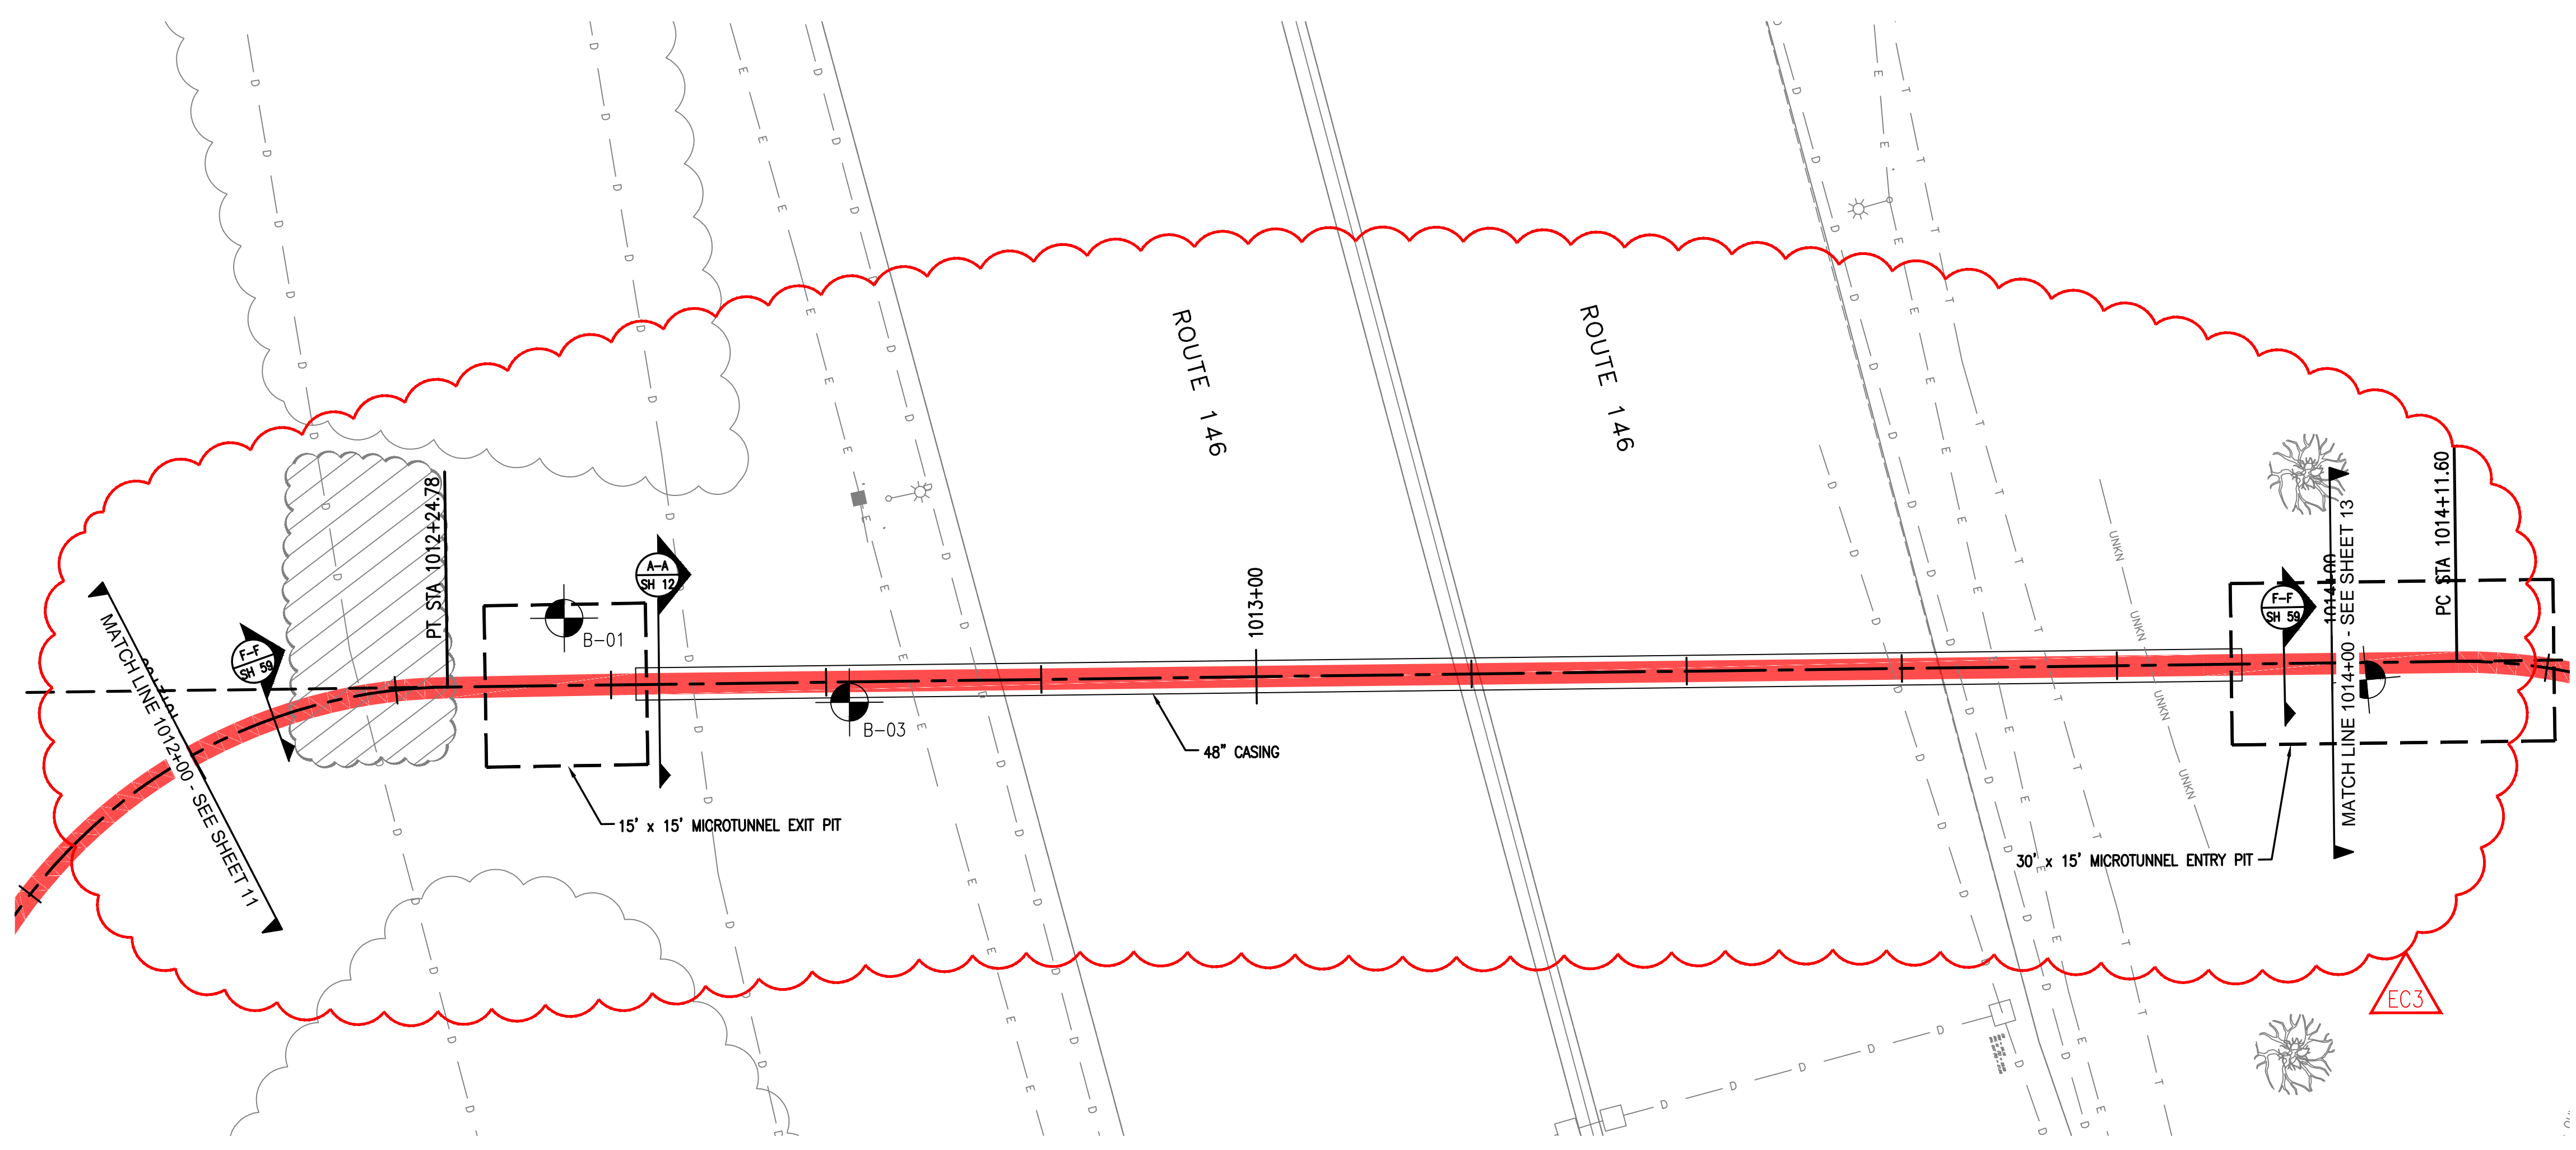 ROUTE 146
ROUTE 146
PT STA 1012+24.78
PC STA 1014+11.60
A-A
SH 12
F-F
SH 59
F-F
SH 59
B-01
B-03
1013+00
1014+00
MATCH LINE 1012+00 - SEE SHEET 11
MATCH LINE 1014+00 - SEE SHEET 13
48" CASING
15' x 15' MICROTUNNEL EXIT PIT
30' x 15' MICROTUNNEL ENTRY PIT
UNKN
UNKN
UNKN
UNKN
EC3